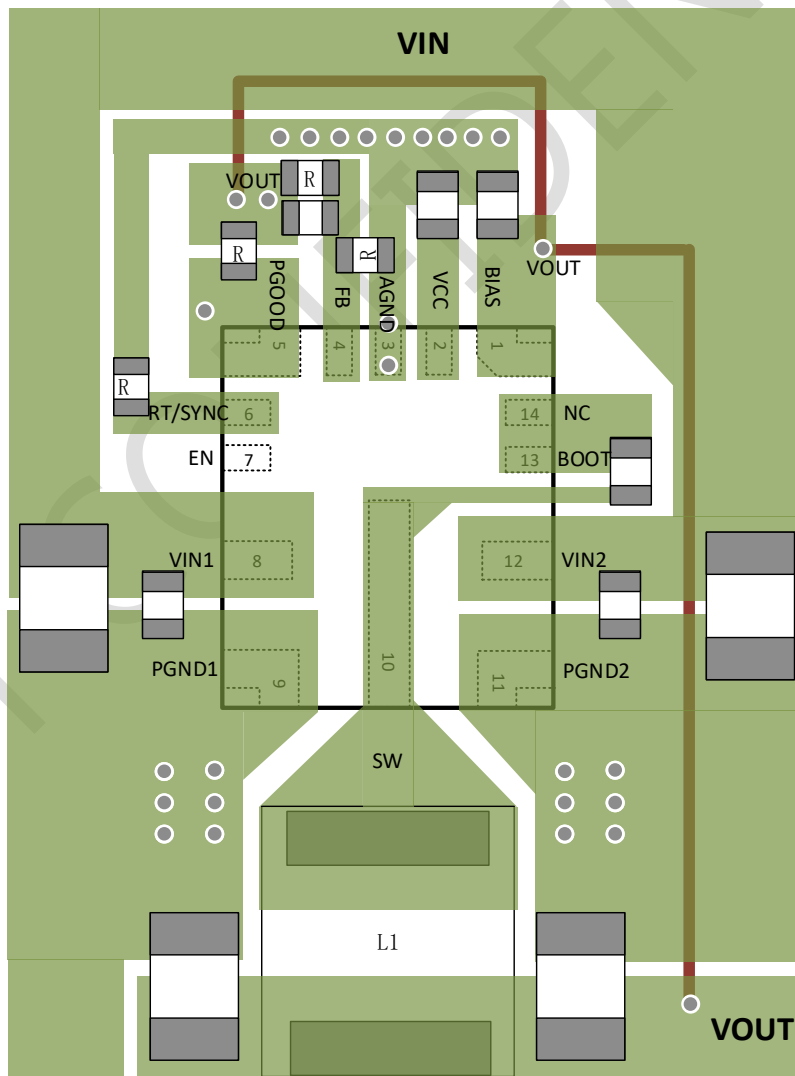 VIN
VOUT
R
R
R
VOUT
PGOOD
FB
AGND
VCC
BIAS
5
4
3
2
1
R
RT/SYNC
6
14
NC
EN
7
13
BOOT
VIN1
8
12
VIN2
PGND1
9
10
11
PGND2
SW
L1
VOUT